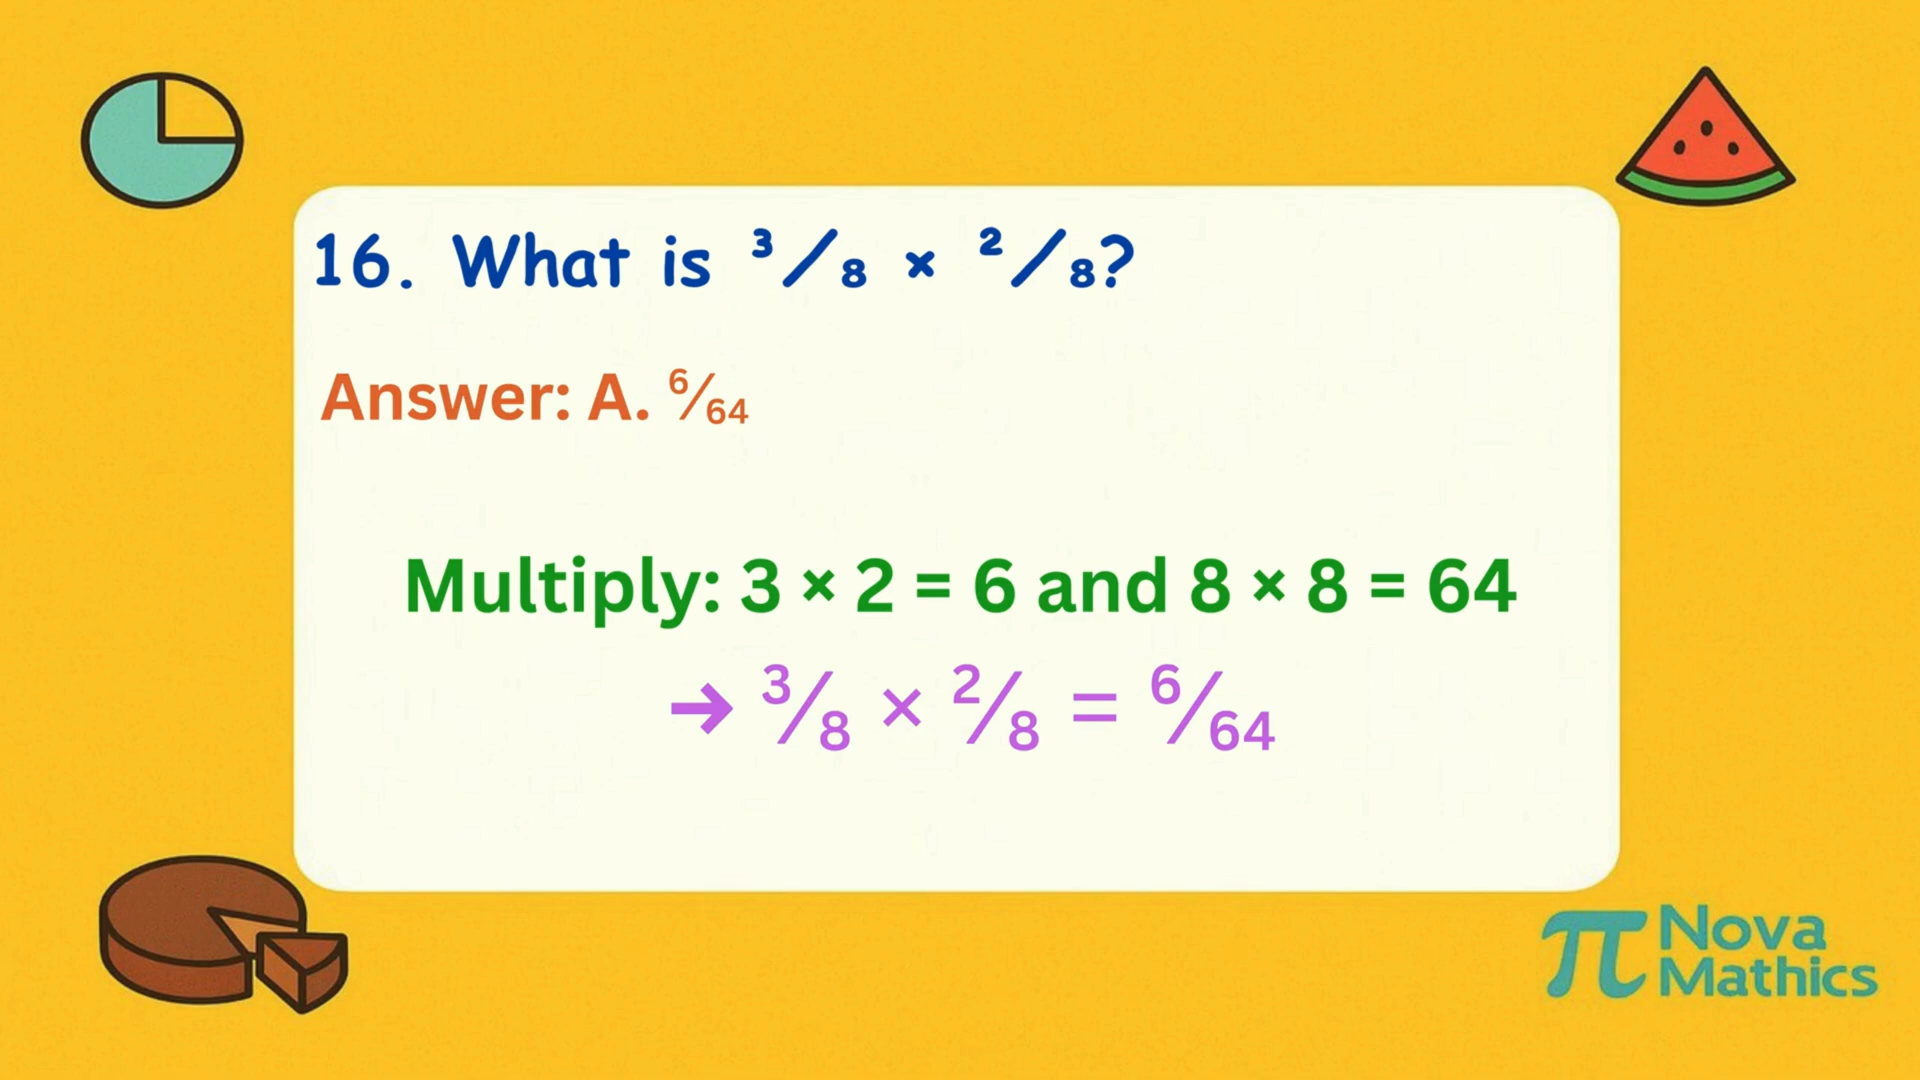 16. What is ³/₈ × ²/₈?
Answer: A. ⁶⁄₆₄
Multiply: 3 × 2 = 6 and 8 × 8 = 64
➜ ³⁄₈ × ²⁄₈ = ⁶⁄₆₄
π Nova
Mathics